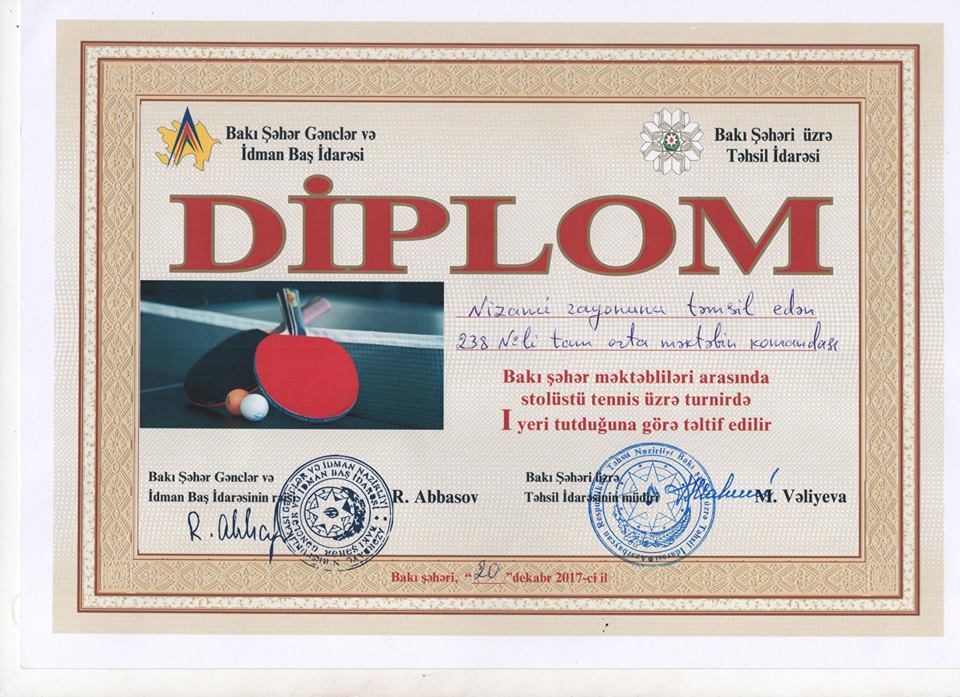 Bakı Şəhər Gənclər və
İdman Baş İdarəsi
Bakı Şəhəri üzrə
Təhsil İdarəsi
DİPLOM
Nizami rayonunu təmsil edən
238 №li tam orta məktəbin komandası
Bakı şəhər məktəbliləri arasında
stolüstü tennis üzrə turnirdə
I yeri tutduğuna görə təltif edilir
Bakı Şəhər Gənclər və
İdman Baş İdarəsinin rəisi
R. Abbasov
Bakı Şəhəri üzrə
Təhsil İdarəsinin müdiri
M. Vəliyeva
Bakı şəhəri, "20" dekabr 2017-ci il